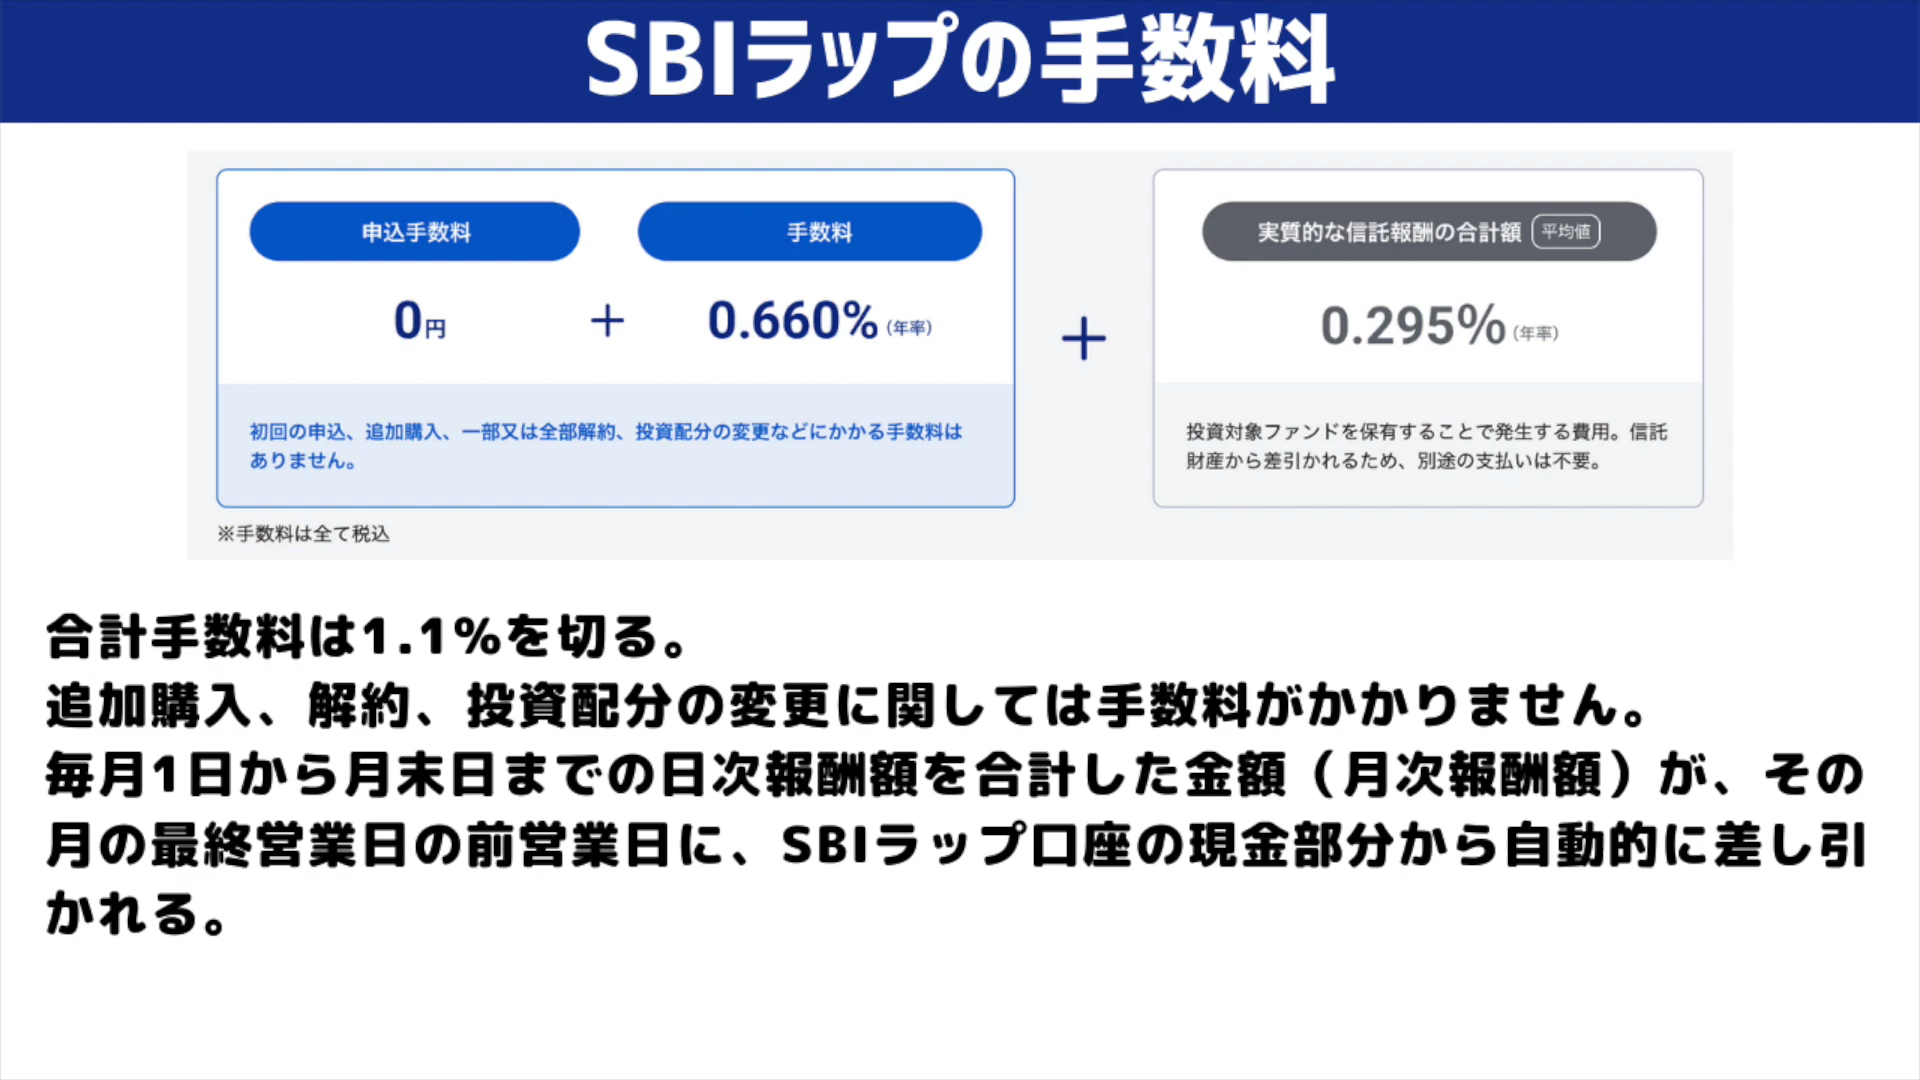 SBIラップの手数料
申込手数料
手数料
実質的な信託報酬の合計額 平均値
0円 + 0.660%(年率) + 0.295%(年率)
初回の申込、追加購入、一部又は全部解約、投資配分の変更などにかかる手数料は
ありません。
投資対象ファンドを保有することで発生する費用。信託
財産から差引かれるため、別途の支払いは不要。
※手数料は全て税込
合計手数料は1.1%を切る。
追加購入、解約、投資配分の変更に関しては手数料がかかりません。
毎月1日から月末日までの日次報酬額を合計した金額（月次報酬額）が、その
月の最終営業日の前営業日に、SBIラップ口座の現金部分から自動的に差し引
かれる。